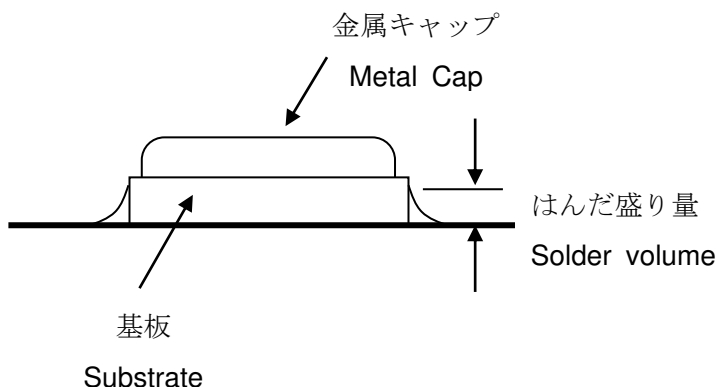 金属キャップ
Metal Cap
はんだ盛り量
Solder volume
基板
Substrate